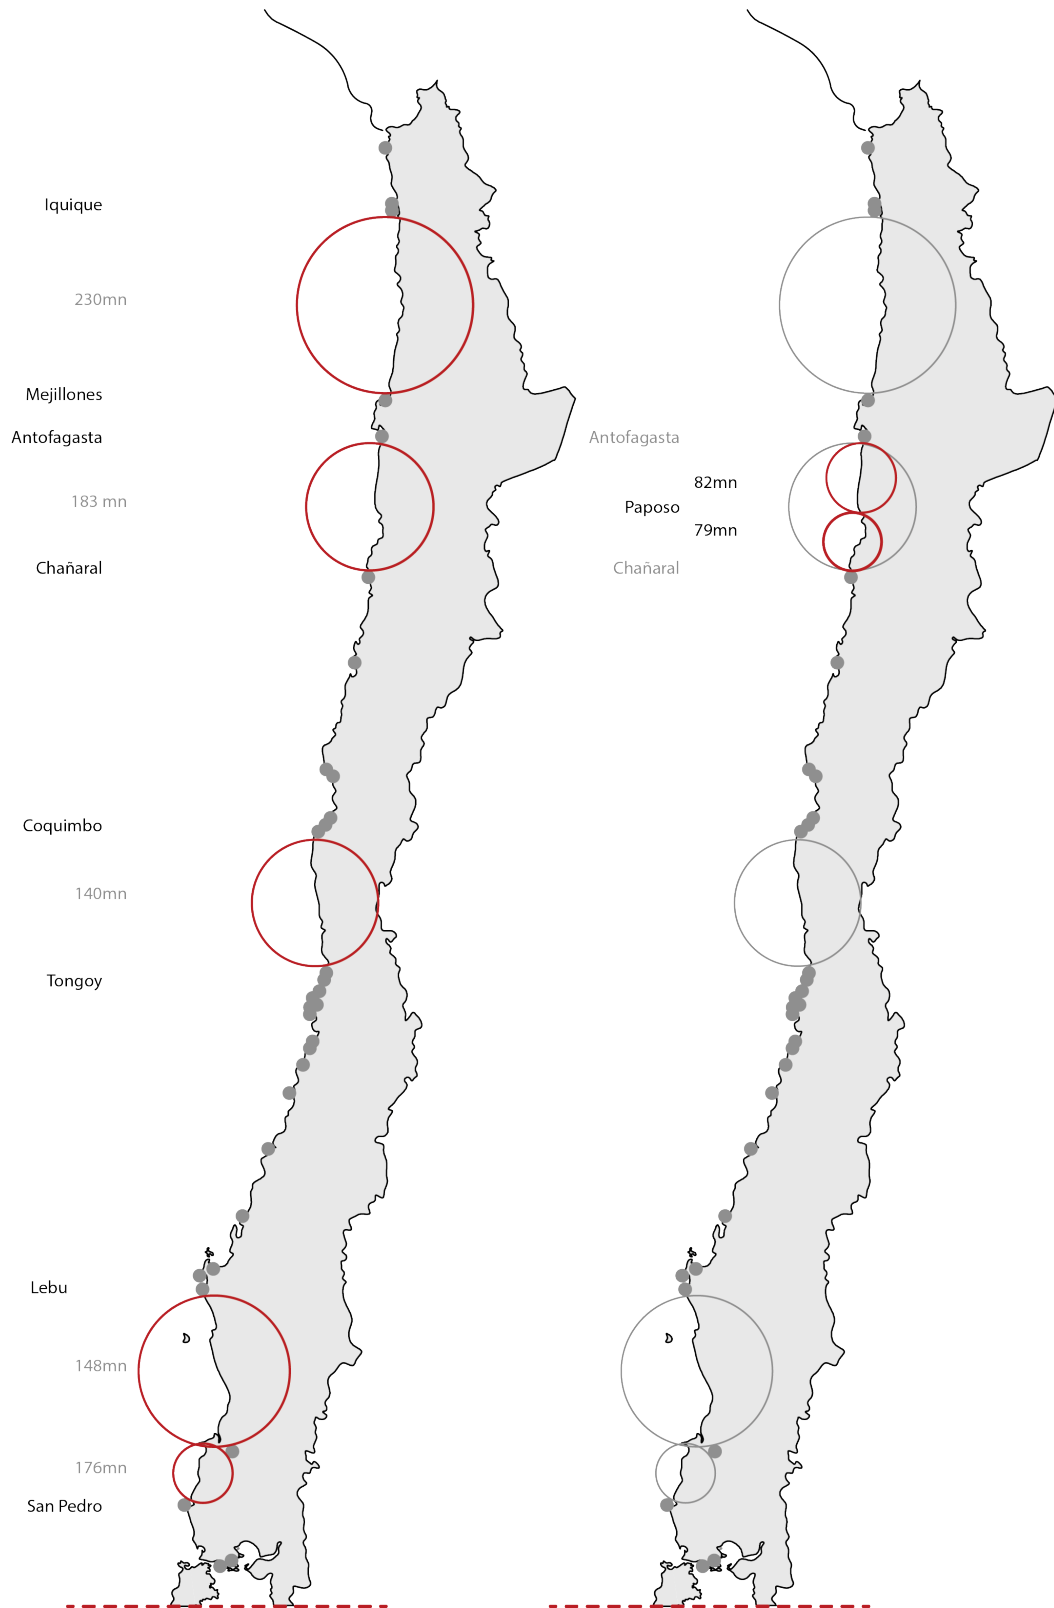 Iquique
230mn
Mejillones
Antofagasta
183 mn
Chañaral
Coquimbo
140mn
Tongoy
Lebu
148mn
176mn
San Pedro
Antofagasta
82mn
Paposo
79mn
Chañaral